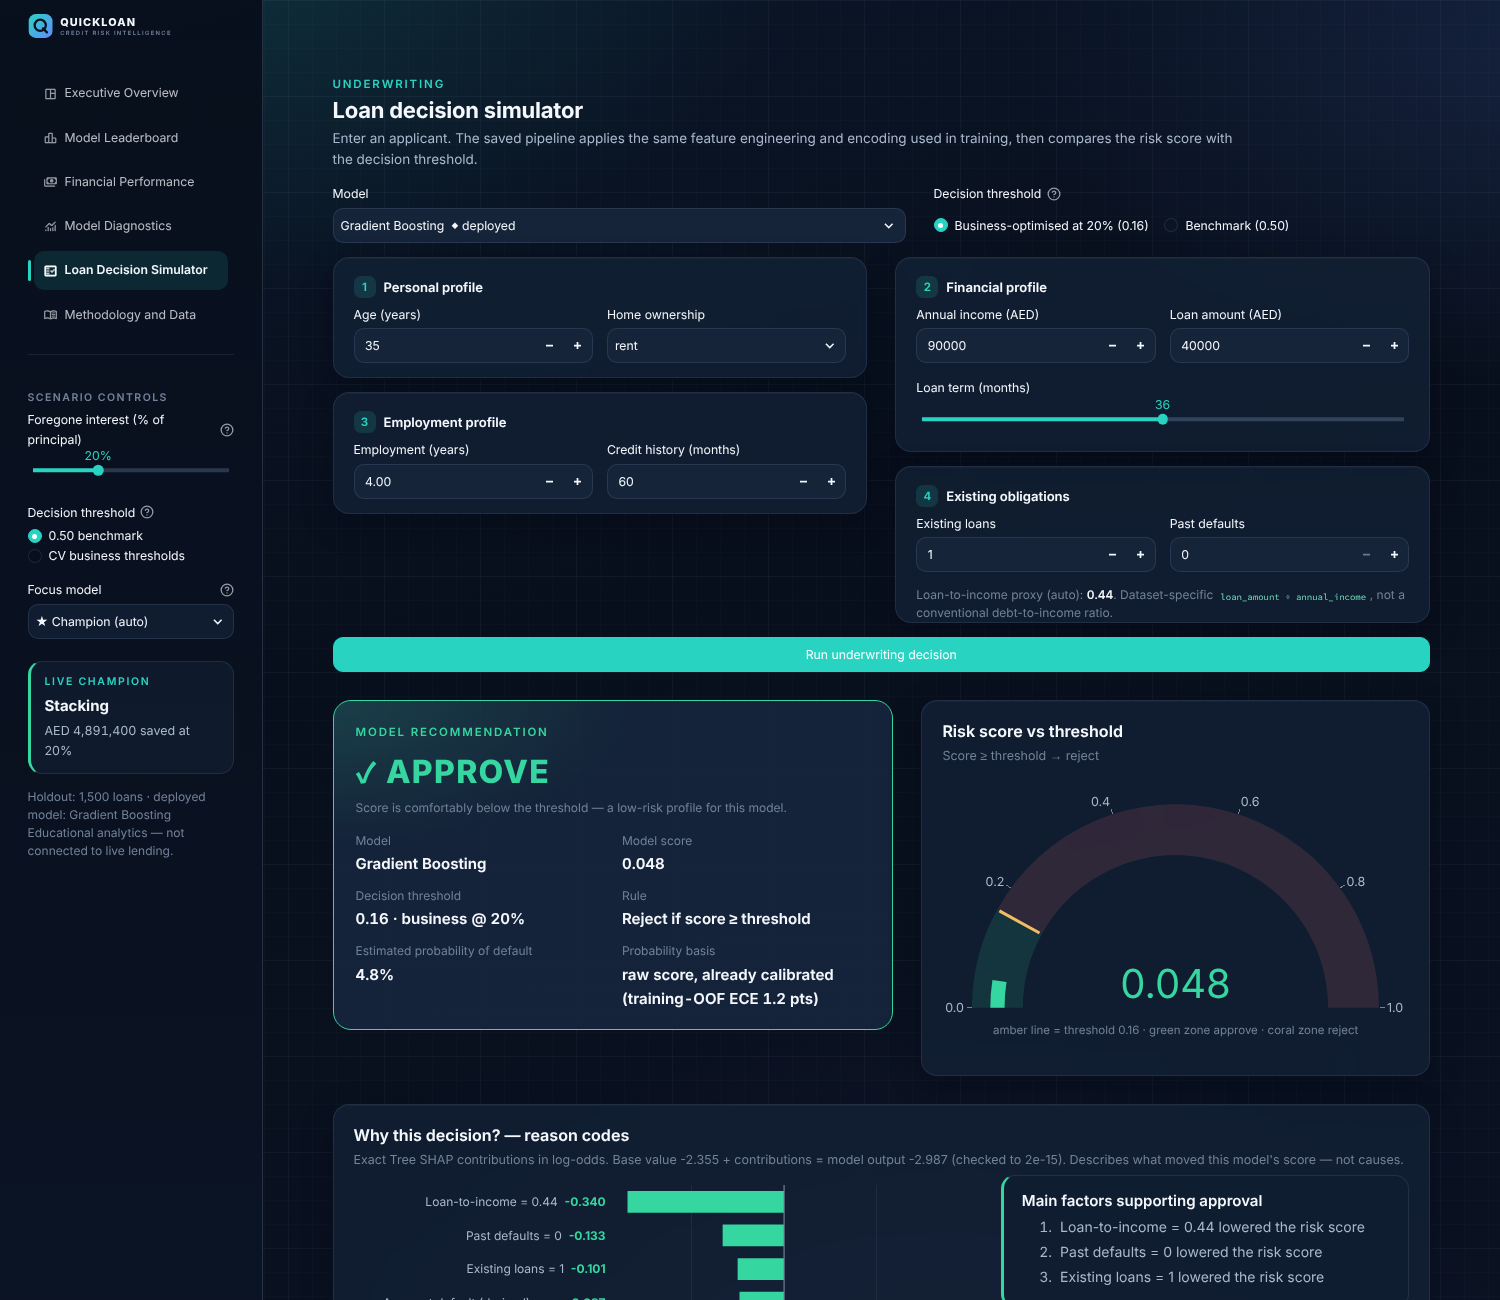 QUICKLOAN
CREDIT RISK INTELLIGENCE
Executive Overview
Model Leaderboard
Financial Performance
Model Diagnostics
Loan Decision Simulator
Methodology and Data
SCENARIO CONTROLS
Foregone interest (% of
principal)
20%
Decision threshold
0.50 benchmark
CV business thresholds
Focus model
★ Champion (auto)
LIVE CHAMPION
Stacking
AED 4,891,400 saved at
20%
Holdout: 1,500 loans · deployed
model: Gradient Boosting
Educational analytics — not
connected to live lending.
UNDERWRITING
Loan decision simulator
Enter an applicant. The saved pipeline applies the same feature engineering and encoding used in training, then compares the risk score with
the decision threshold.
Model
Gradient Boosting ◆ deployed
Decision threshold
Business-optimised at 20% (0.16) Benchmark (0.50)
1 Personal profile
Age (years) Home ownership
35 rent
2 Financial profile
Annual income (AED) Loan amount (AED)
90000 40000
Loan term (months)
36
3 Employment profile
Employment (years) Credit history (months)
4.00 60
4 Existing obligations
Existing loans Past defaults
1 0
Loan-to-income proxy (auto): 0.44. Dataset-specific loan_amount ÷ annual_income, not a
conventional debt-to-income ratio.
Run underwriting decision
MODEL RECOMMENDATION
✓ APPROVE
Score is comfortably below the threshold — a low-risk profile for this model.
Model Model score
Gradient Boosting 0.048
Decision threshold Rule
0.16 · business @ 20% Reject if score ≥ threshold
Estimated probability of default Probability basis
4.8% raw score, already calibrated
(training-OOF ECE 1.2 pts)
Risk score vs threshold
Score ≥ threshold → reject
0.4 0.6
0.2 0.8
0.048
0.0 1.0
amber line = threshold 0.16 · green zone approve · coral zone reject
Why this decision? — reason codes
Exact Tree SHAP contributions in log-odds. Base value -2.355 + contributions = model output -2.987 (checked to 2e-15). Describes what moved this model's score — not causes.
Loan-to-income = 0.44 -0.340
Past defaults = 0 -0.133
Existing loans = 1 -0.101
Main factors supporting approval
1. Loan-to-income = 0.44 lowered the risk score
2. Past defaults = 0 lowered the risk score
3. Existing loans = 1 lowered the risk score